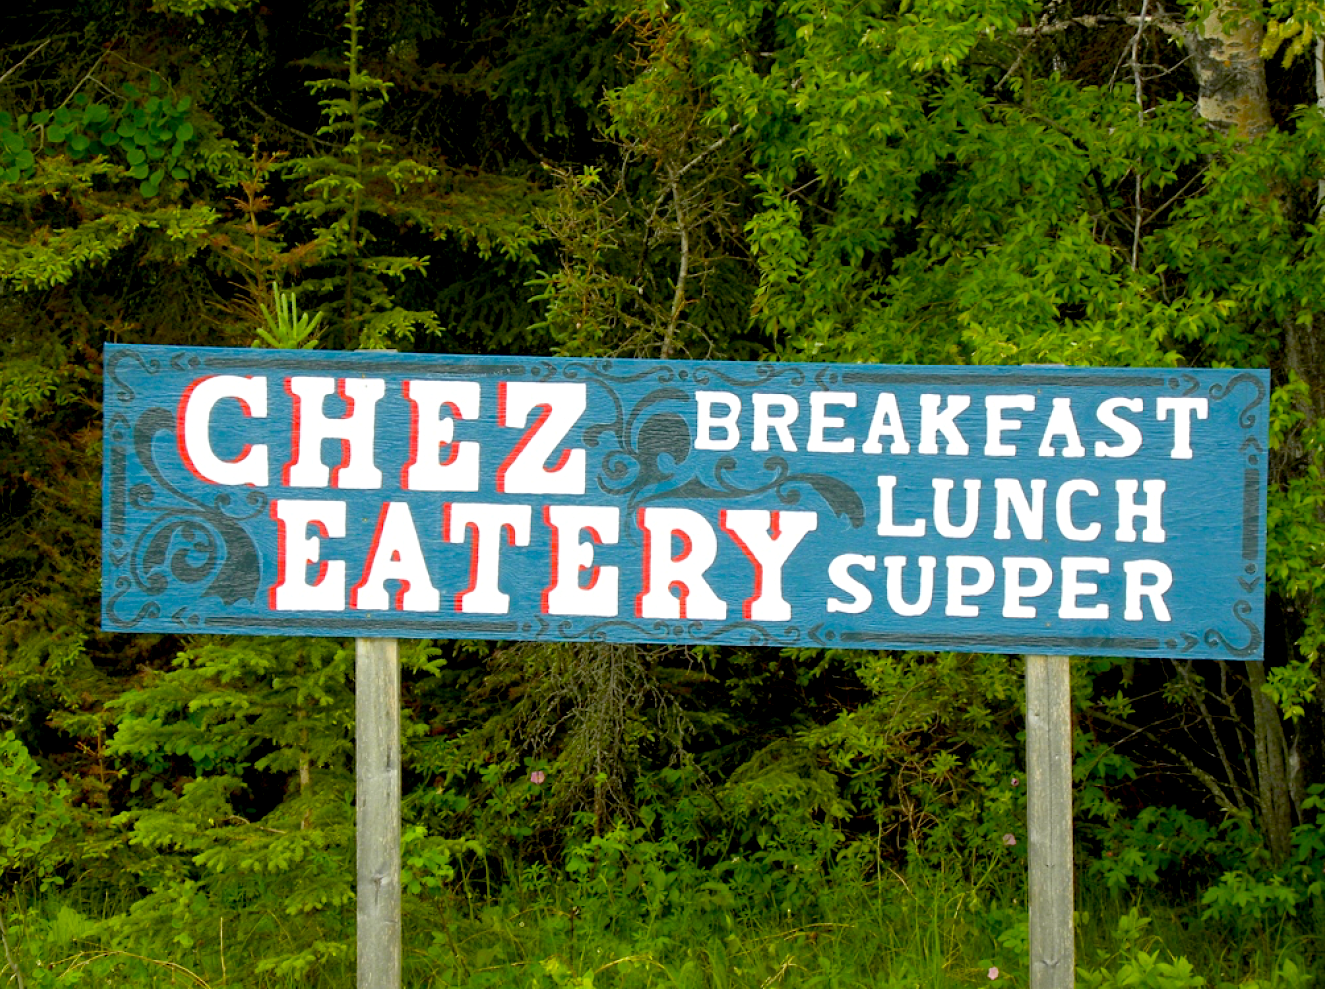 CHEZ
EATERY
BREAKFAST
LUNCH
SUPPER